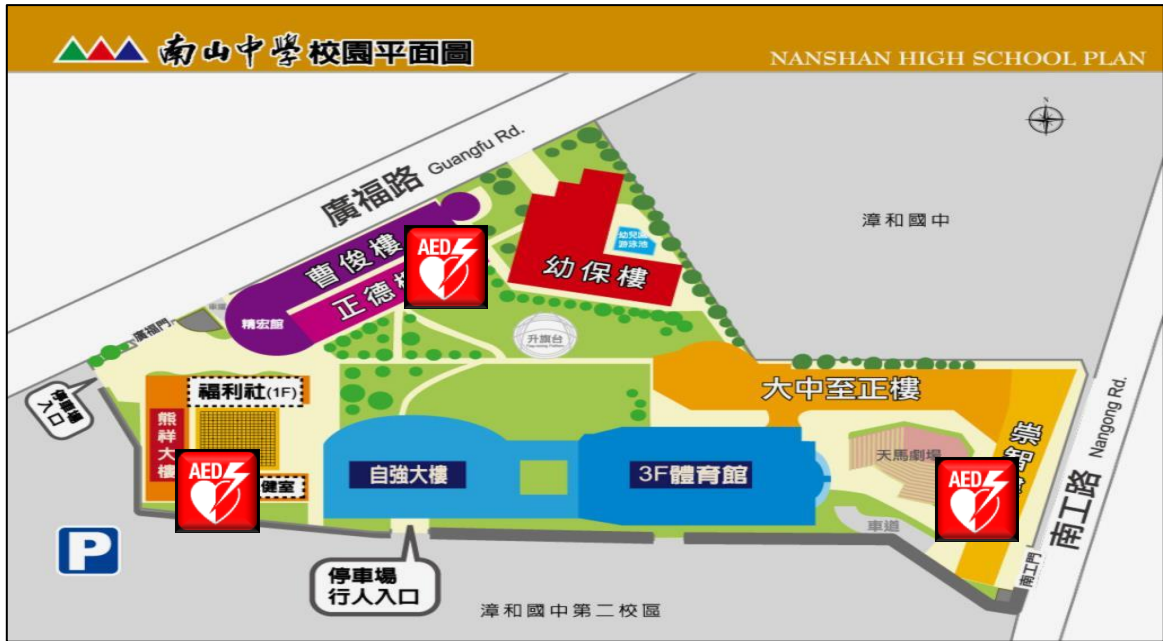 南山中學校園平面圖
NANSHAN HIGH SCHOOL PLAN
N
廣福路 Guangfu Rd.
漳和國中
曹俊樓
AED
幼兒園
游泳池
正德
幼保樓
車道
精宏館
廣福門
升旗台
停車場
入口
福利社(1F)
大中至正樓
熊祥大樓
自強大樓
3F體育館
天馬劇場
崇智
南工路 Nangong Rd.
AED
健室
AED
車道
P
停車場
行人入口
南工門
漳和國中第二校區